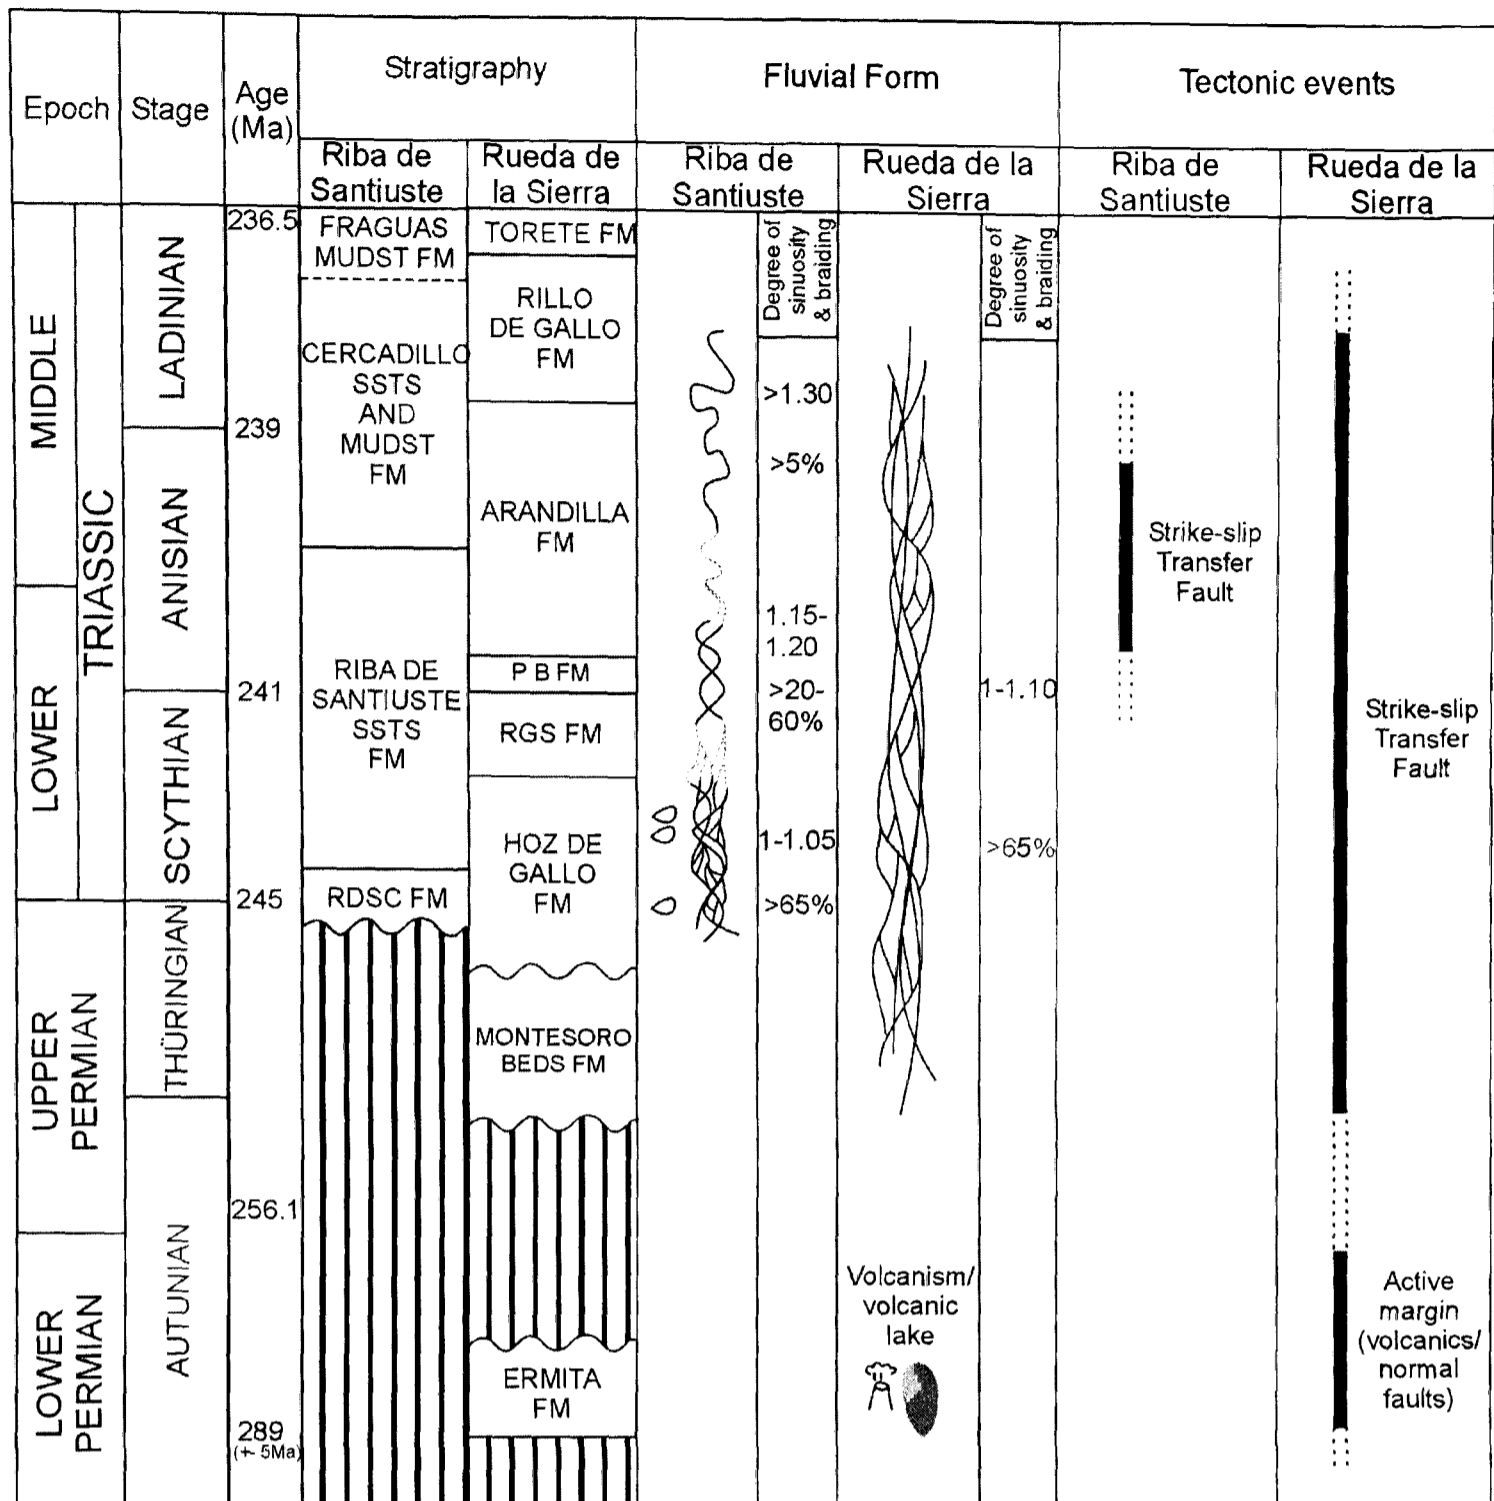 Epoch
Stage
Age
(Ma)
Stratigraphy
Fluvial Form
Tectonic events
Riba de
Santiuste
Rueda de
la Sierra
Riba de
Santiuste
Rueda de la
Sierra
Riba de
Santiuste
Rueda de la
Sierra
MIDDLE
LOWER
TRIASSIC
UPPER
PERMIAN
LOWER
PERMIAN
LADINIAN
ANISIAN
SCYTHIAN
THÜRINGIAN
AUTUNIAN
236.5
239
241
245
256.1
289
(+- 5Ma)
FRAGUAS
MUDST FM
CERCADILLO
SSTS
AND
MUDST
FM
RIBA DE
SANTIUSTE
SSTS
FM
RDSC FM
TORETE FM
RILLO
DE GALLO
FM
ARANDILLA
FM
P B FM
RGS FM
HOZ DE
GALLO
FM
MONTESORO
BEDS FM
ERMITA
FM
Degree of
sinuosity
& braiding
>1.30
>5%
1.15-
1.20
>20-
60%
1-1.05
>65%
Volcanism/
volcanic
lake
Degree of
sinuosity
& braiding
1-1.10
>65%
Strike-slip
Transfer
Fault
Strike-slip
Transfer
Fault
Active
margin
(volcanics/
normal
faults)